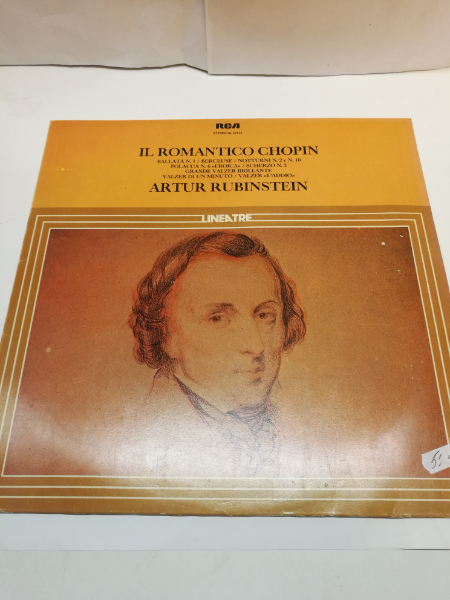 RCA
IL ROMANTICO CHOPIN
BALLATA N. 1 / BERCEUSE / NOTTURNI N. 2 e N. 10
POLACCA N. 6 «EROICA» / SCHERZO N. 2
GRANDE VALZER BRILLANTE
VALZER DI UN MINUTO / VALZER «L'ADDIO»
ARTUR RUBINSTEIN
LINEATRE